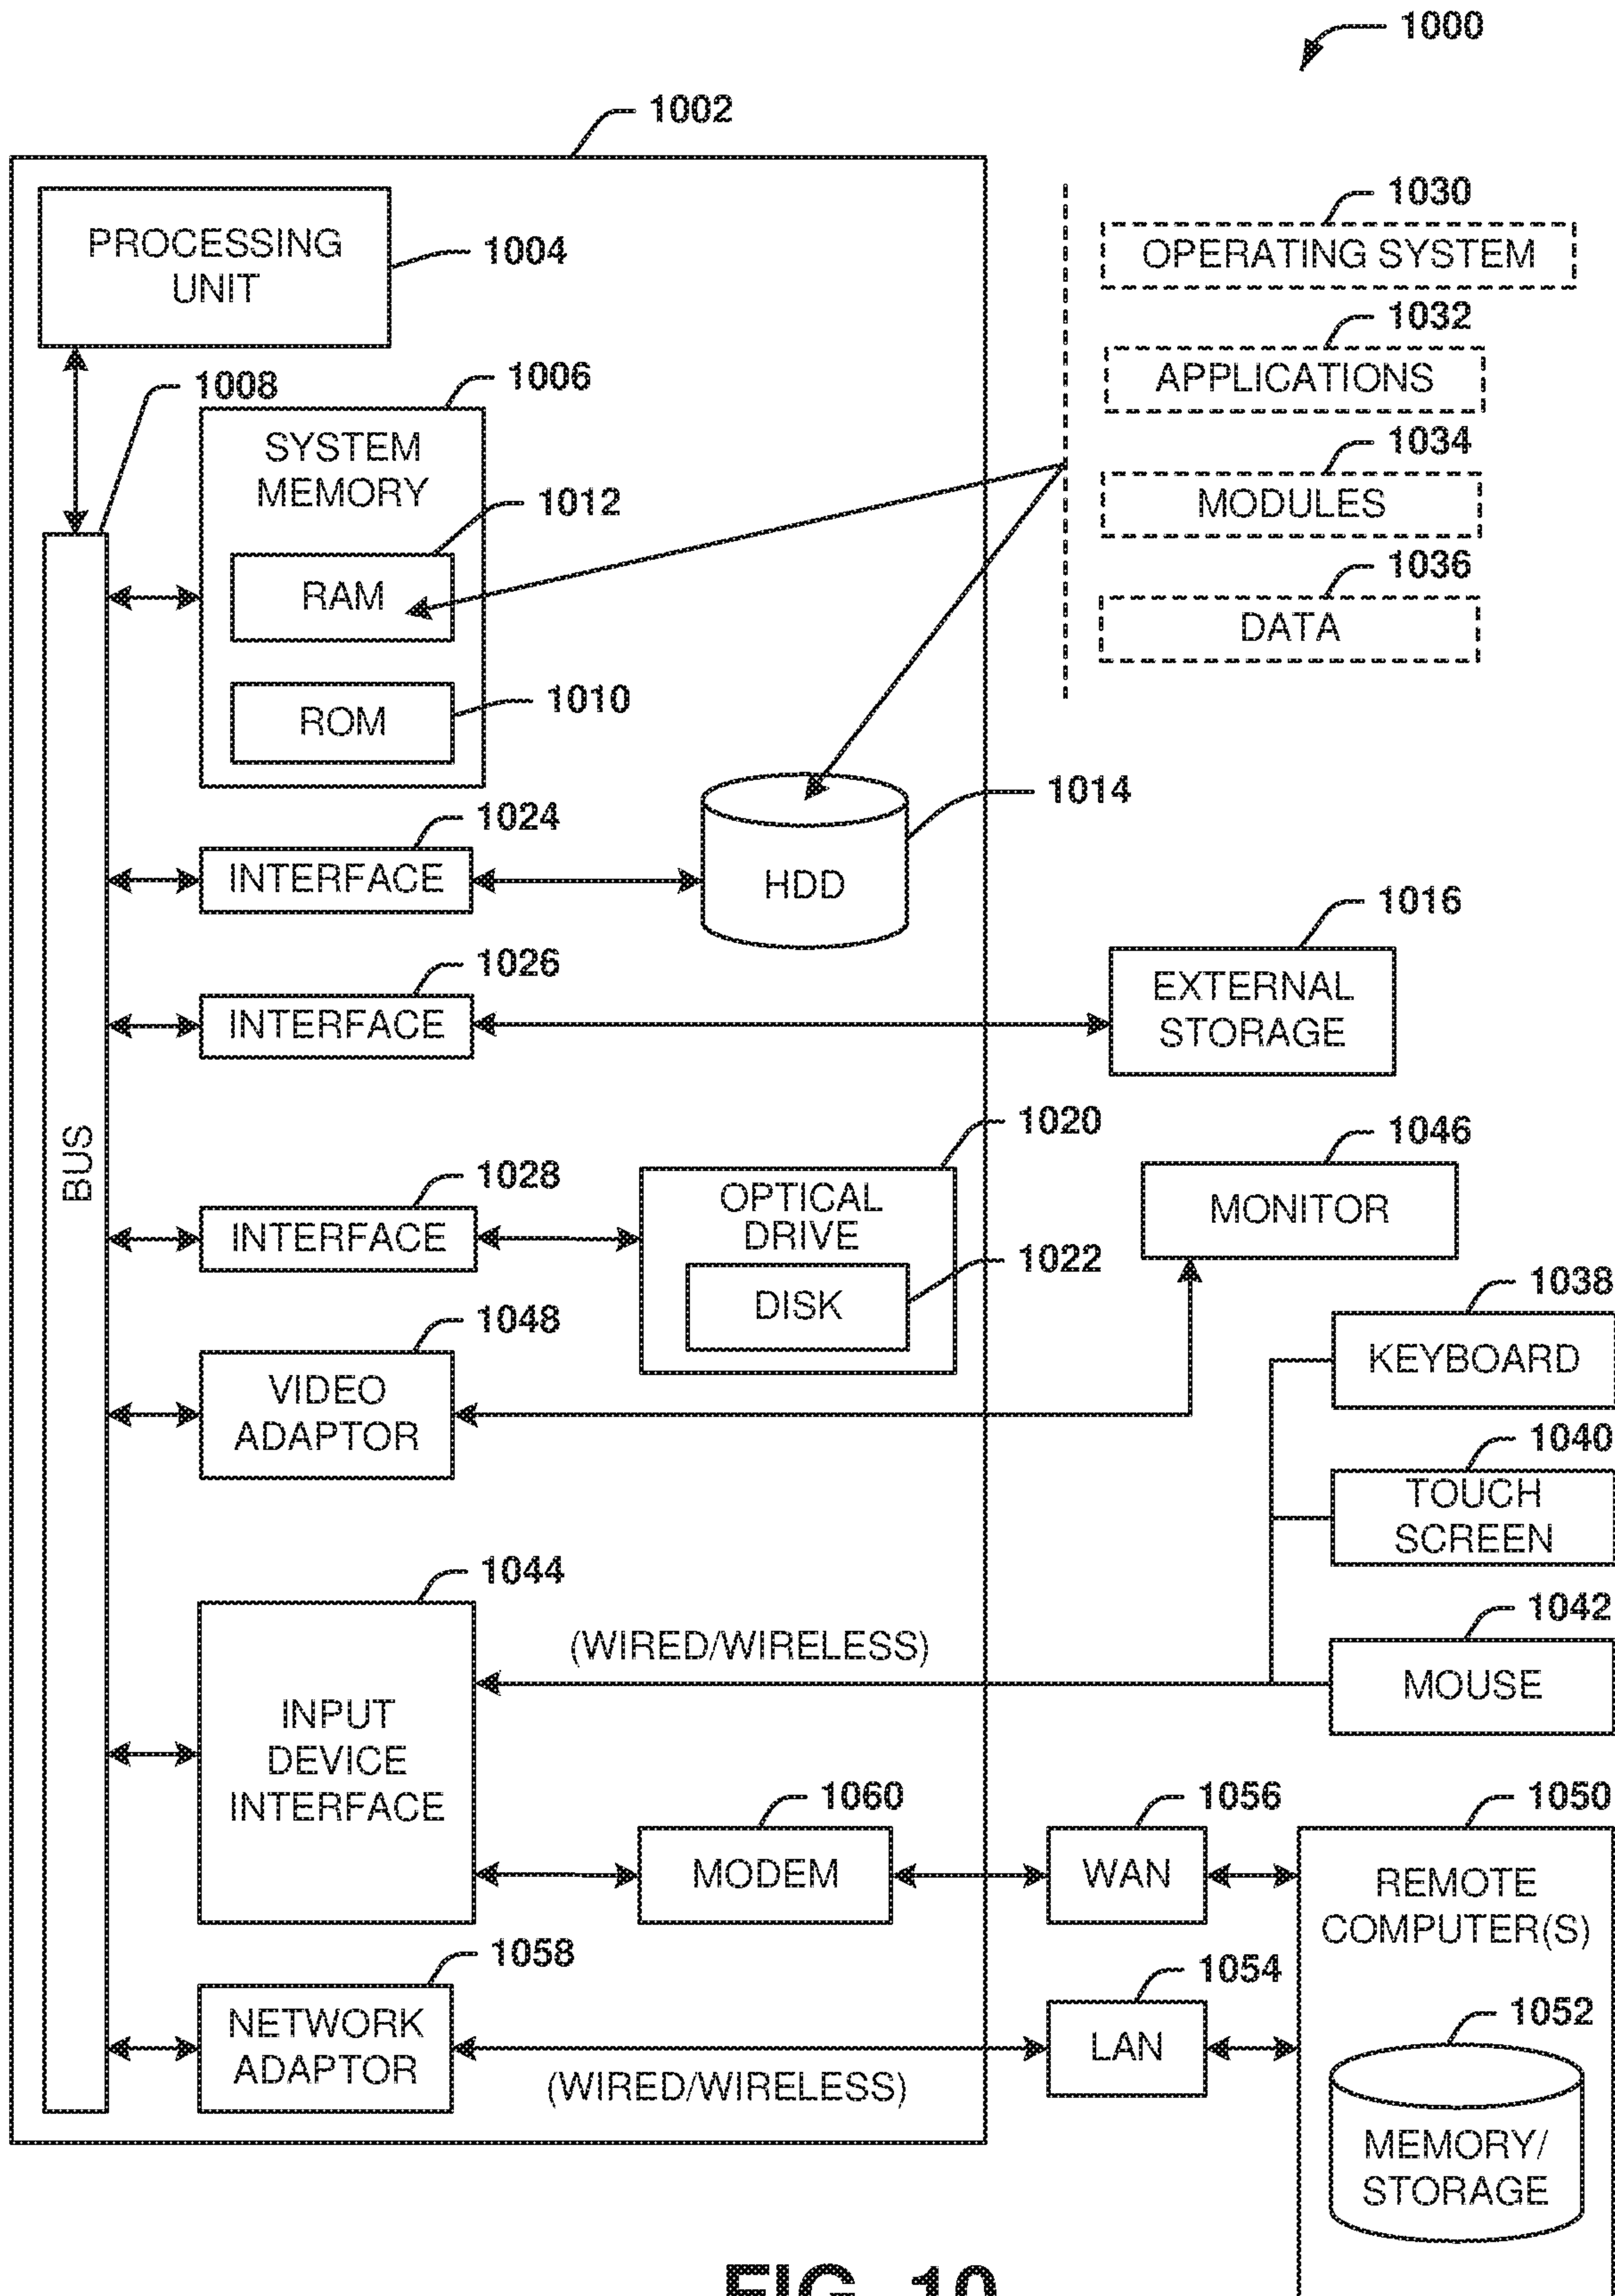 1000
1002
PROCESSING
UNIT
1004
1030
OPERATING SYSTEM
1032
APPLICATIONS
1034
MODULES
1036
DATA
1008
1006
SYSTEM
MEMORY
1012
RAM
ROM
1010
1024
INTERFACE
HDD
1014
1026
INTERFACE
1016
EXTERNAL
STORAGE
BUS
1028
INTERFACE
1020
OPTICAL
DRIVE
1022
DISK
1046
MONITOR
1048
VIDEO
ADAPTOR
1038
KEYBOARD
1040
TOUCH
SCREEN
1042
MOUSE
1044
(WIRED/WIRELESS)
INPUT
DEVICE
INTERFACE
1060
MODEM
1056
WAN
1050
REMOTE
COMPUTER(S)
1058
NETWORK
ADAPTOR
(WIRED/WIRELESS)
1054
LAN
1052
MEMORY/
STORAGE
FIG. 10